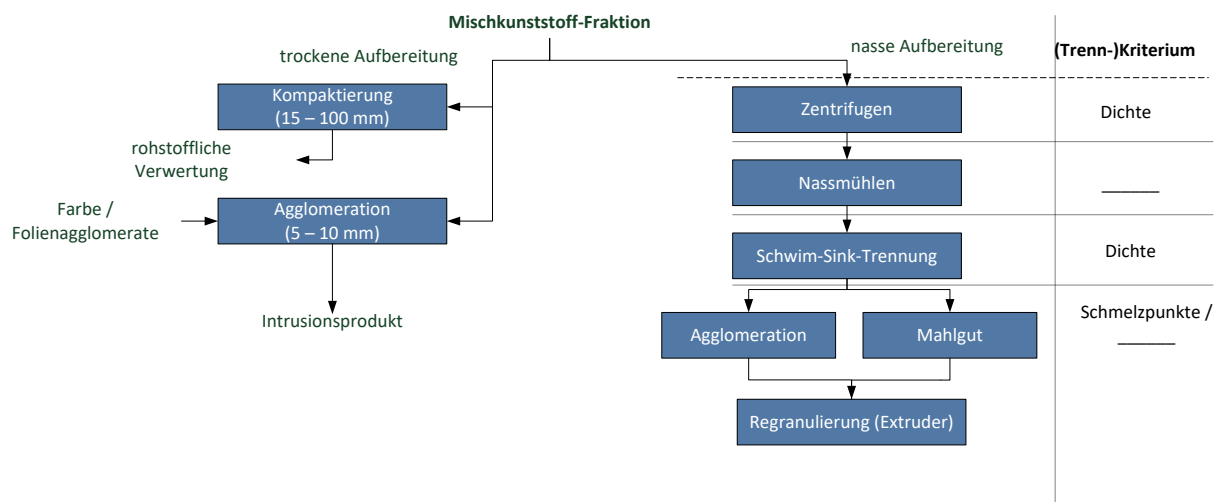 Mischkunststoff-Fraktion
trockene Aufbereitung
nasse Aufbereitung
(Trenn-)Kriterium
Kompaktierung
(15 – 100 mm)
Zentrifugen
Dichte
rohstoffliche
Verwertung
Nassmühlen
______
Farbe /
Folienagglomerate
Agglomeration
(5 – 10 mm)
Schwim-Sink-Trennung
Dichte
Intrusionsprodukt
Agglomeration
Mahlgut
Schmelzpunkte /
______
Regranulierung (Extruder)